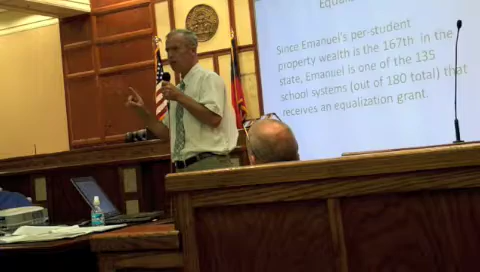 Since Emanuel's per-student
property wealth is the 167th in the
state, Emanuel is one of the 135
school systems (out of 180 total) that
receives an equalization grant.